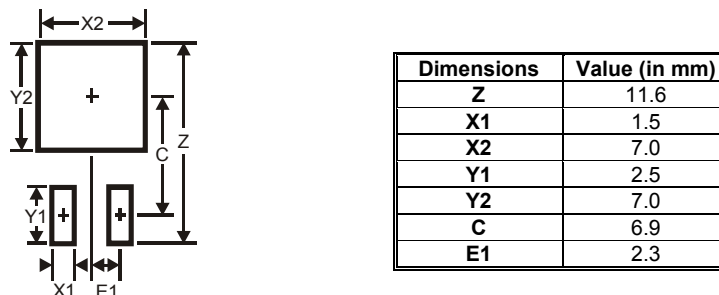 X2
Y2
Z
C
Y1
X1
E1
Dimensions Value (in mm)
Z 11.6
X1 1.5
X2 7.0
Y1 2.5
Y2 7.0
C 6.9
E1 2.3